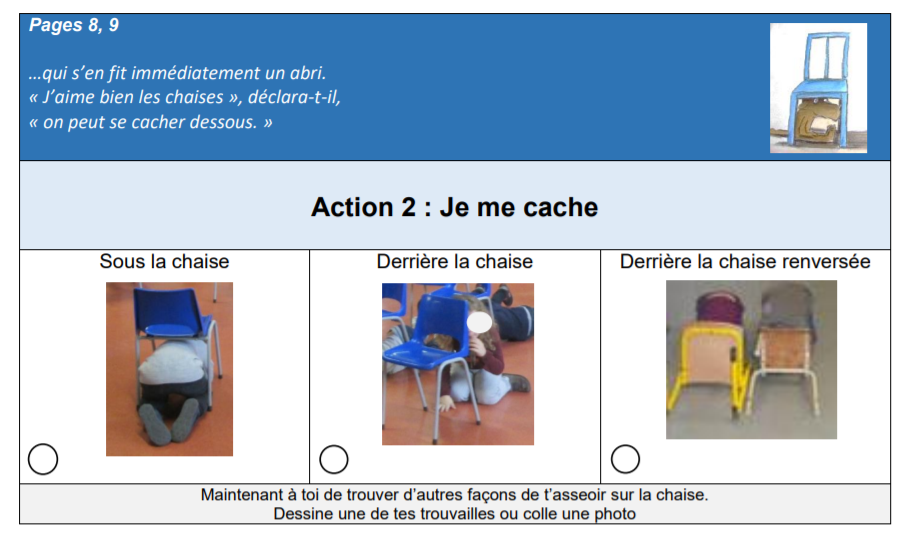 Pages 8, 9
…qui s’en fit immédiatement un abri.
« J’aime bien les chaises », déclara-t-il,
« on peut se cacher dessous. »
Action 2 : Je me cache
Sous la chaise
Derrière la chaise
Derrière la chaise renversée
Maintenant à toi de trouver d’autres façons de t’asseoir sur la chaise.
Dessine une de tes trouvailles ou colle une photo